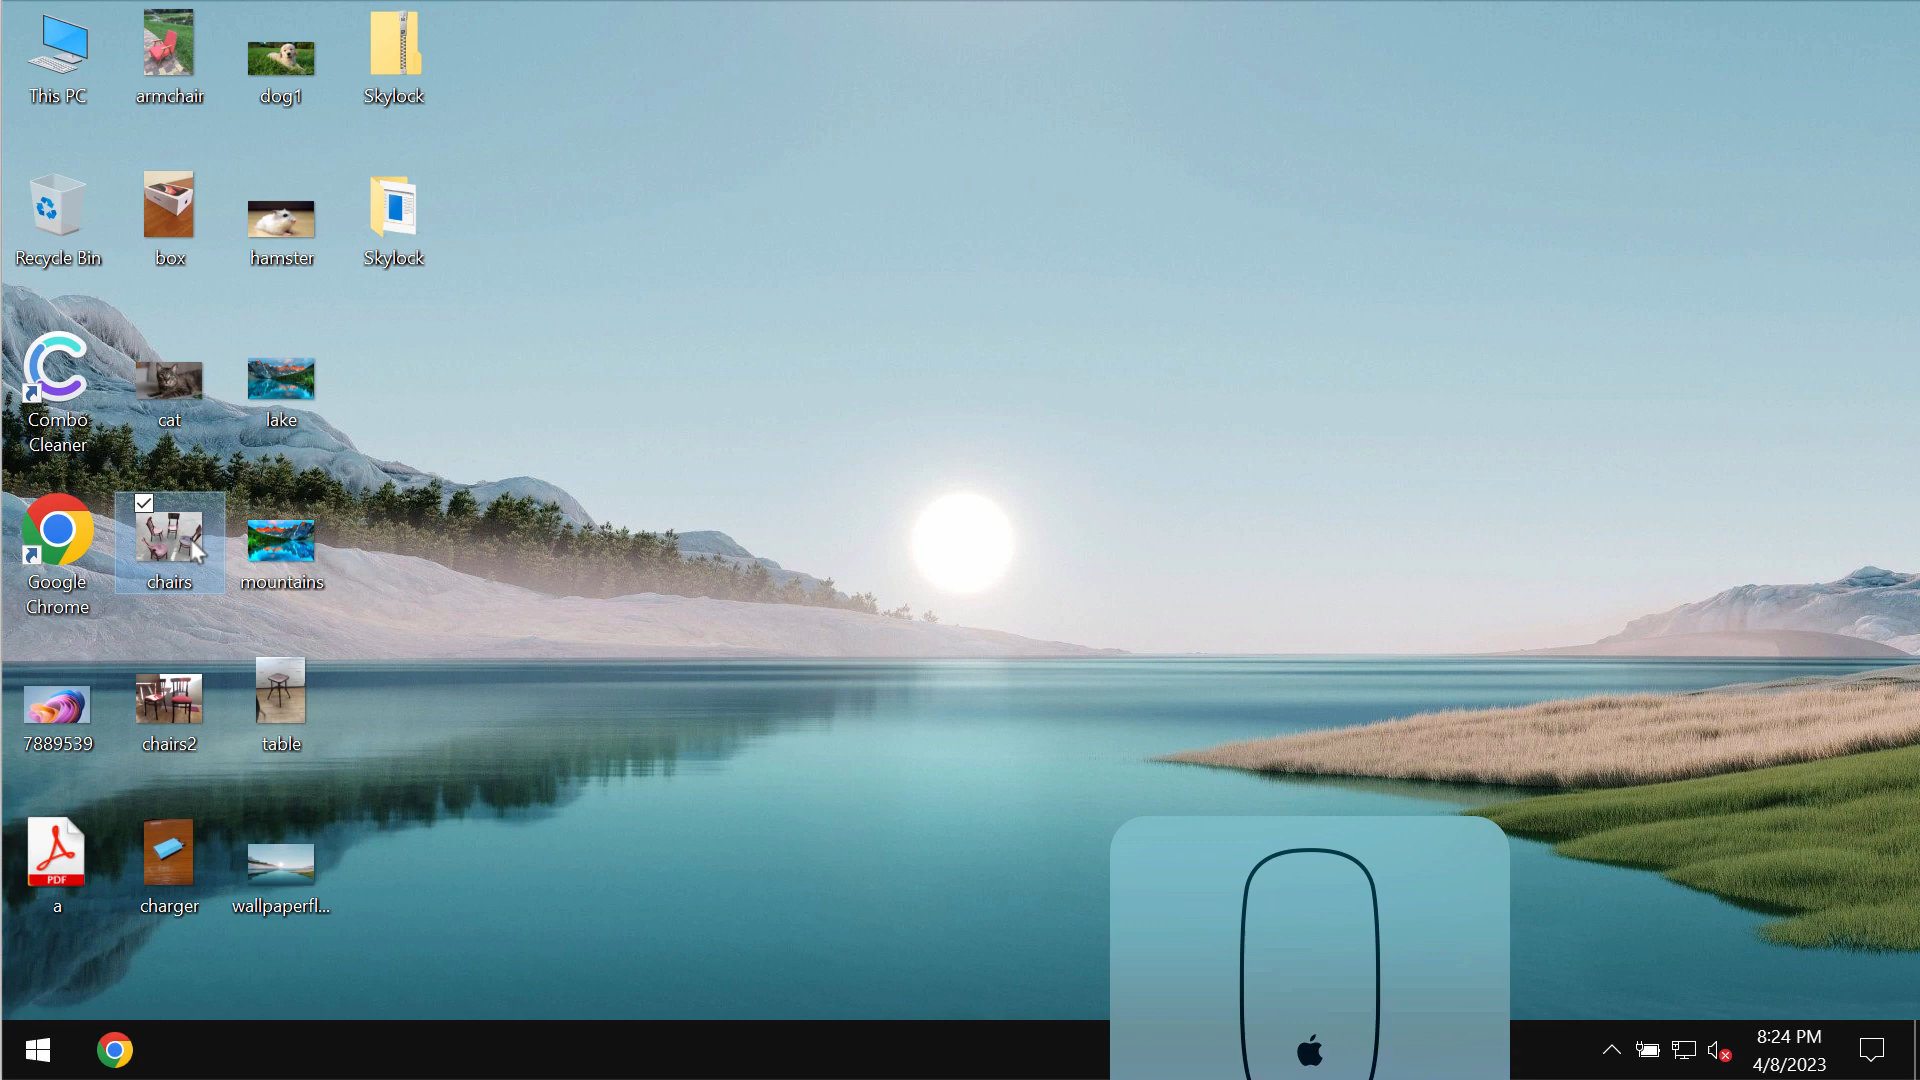 This PC
armchair
dog1
Skylock
Recycle Bin
box
hamster
Skylock
Combo
Cleaner
cat
lake
Google
Chrome
chairs
mountains
7889539
chairs2
table
PDF
a
charger
wallpaperfl...
8:24 PM
4/8/2023